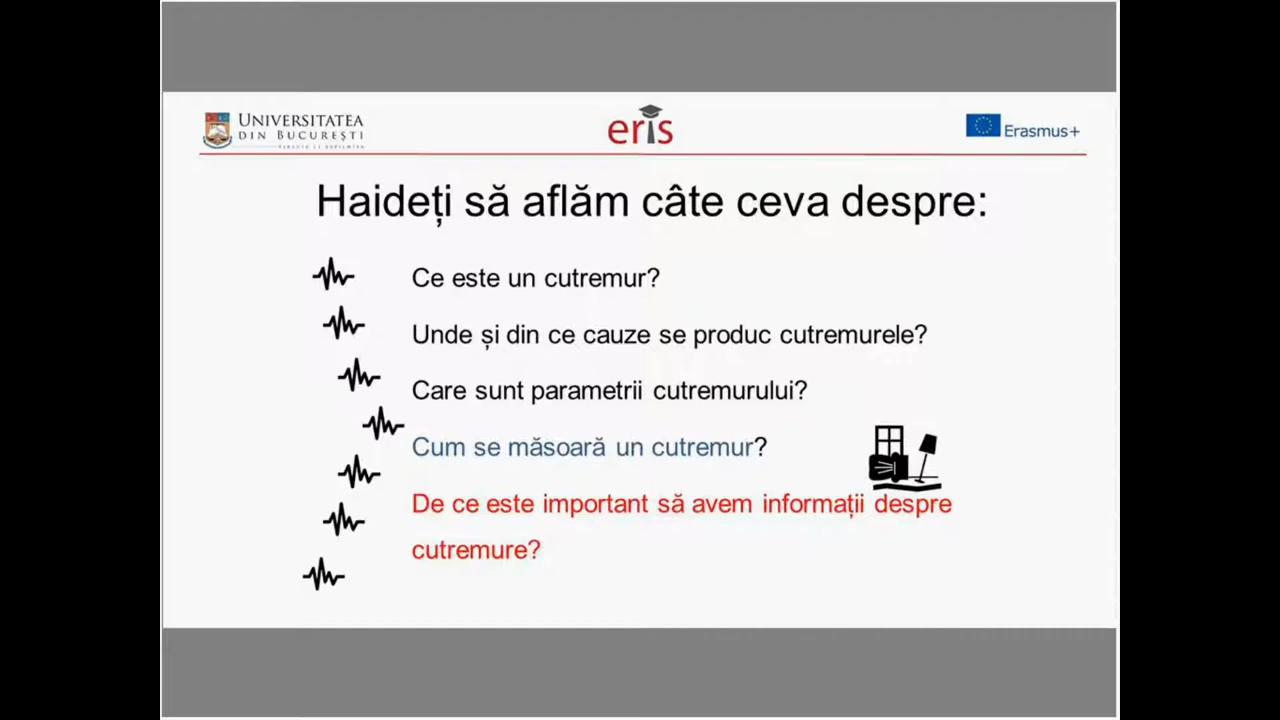 UNIVERSITATEA
DIN BUCUREȘTI
eris
Erasmus+
Haideți să aflăm câte ceva despre:
Ce este un cutremur?
Unde și din ce cauze se produc cutremurele?
Care sunt parametrii cutremurului?
Cum se măsoară un cutremur?
De ce este important să avem informații despre
cutremure?